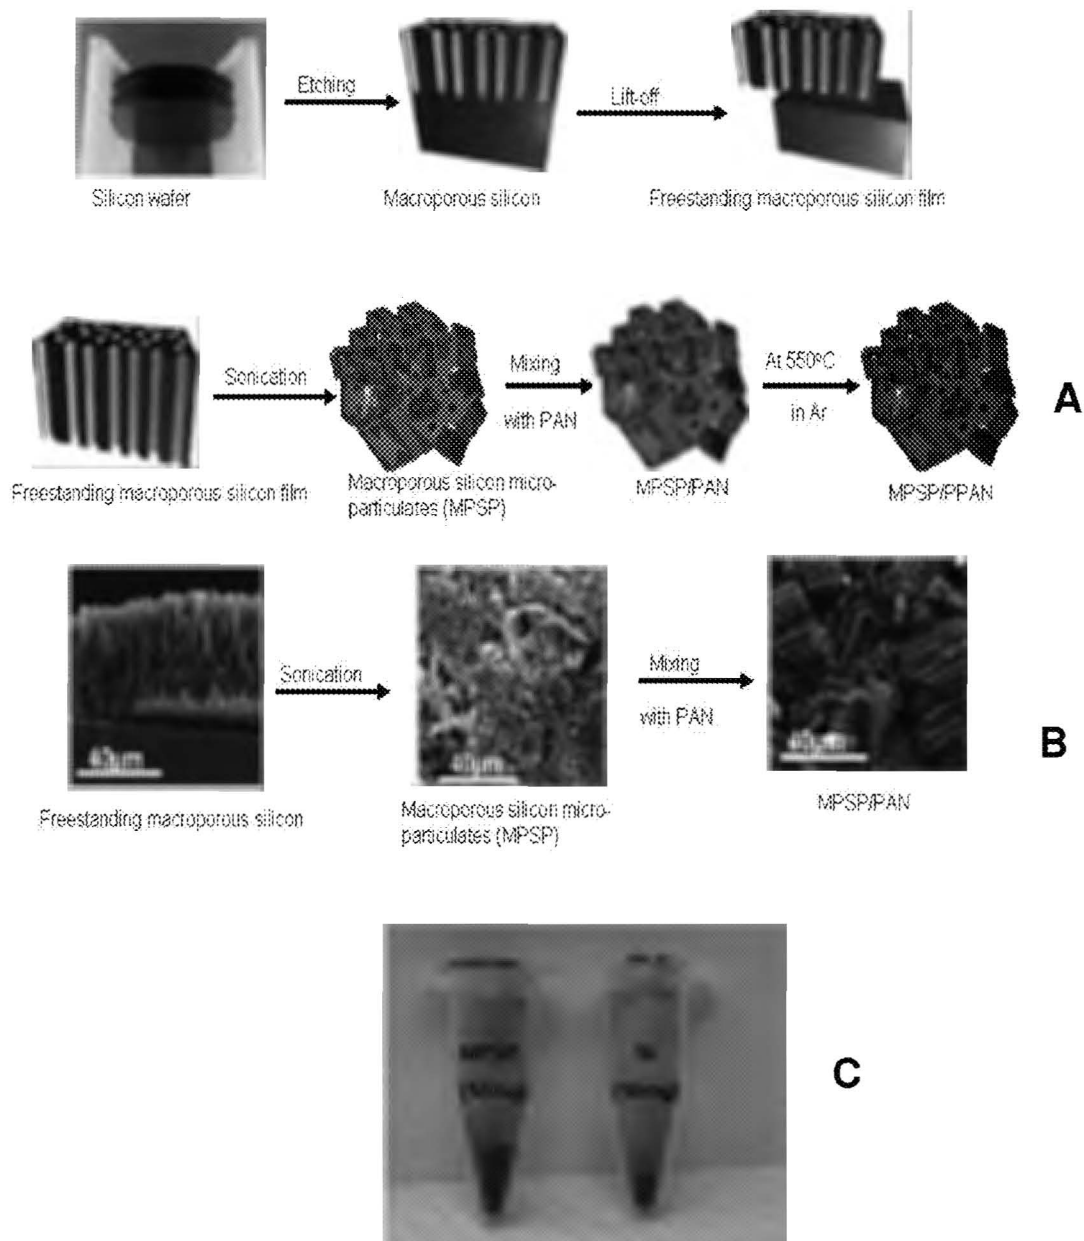 Etching
Lift-off
Silicon wafer
Macroporous silicon
Freestanding macroporous silicon film
Sonication
Mixing
with PAN
At 550°C
in Ar
A
Freestanding macroporous silicon film
Macroporous silicon micro-
particulates (MPSP)
MPSP/PAN
MPSP/PPAN
Sonication
Mixing
with PAN
B
40μm
40μm
40μm
Freestanding macroporous silicon
Macroporous silicon micro-
particulates (MPSP)
MPSP/PAN
C